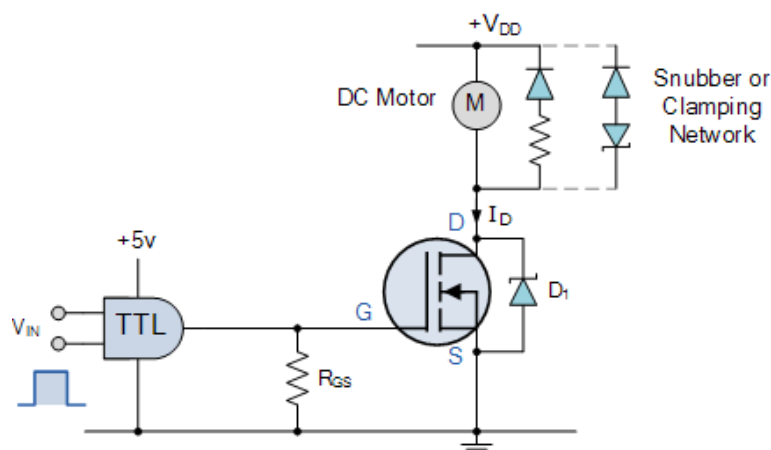 +VDD
DC Motor
M
Snubber or
Clamping
Network
D
ID
+5v
VIN
TTL
G
D1
S
RGS